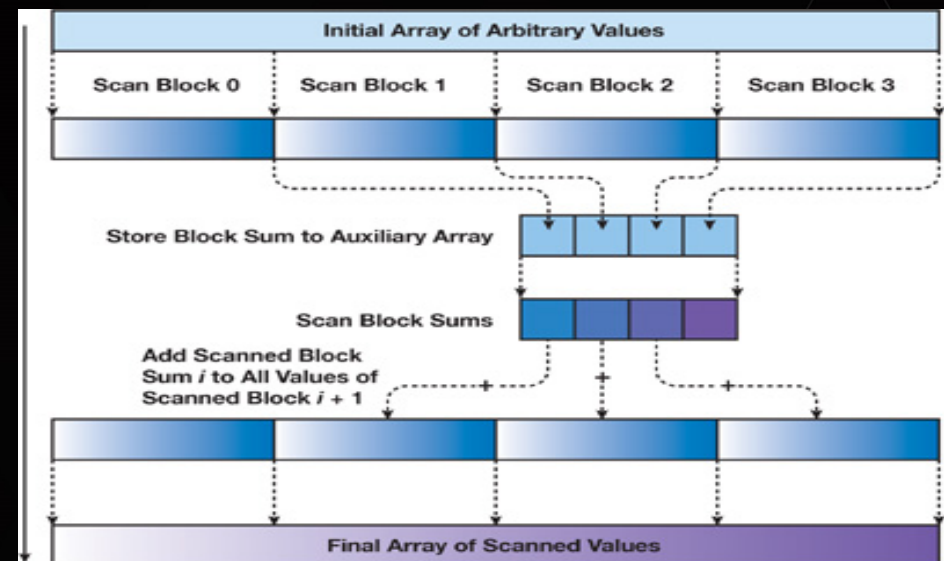 Initial Array of Arbitrary Values
Scan Block 0 Scan Block 1 Scan Block 2 Scan Block 3
Store Block Sum to Auxiliary Array
Scan Block Sums
Add Scanned Block
Sum i to All Values of
Scanned Block i + 1
+ + +
Final Array of Scanned Values